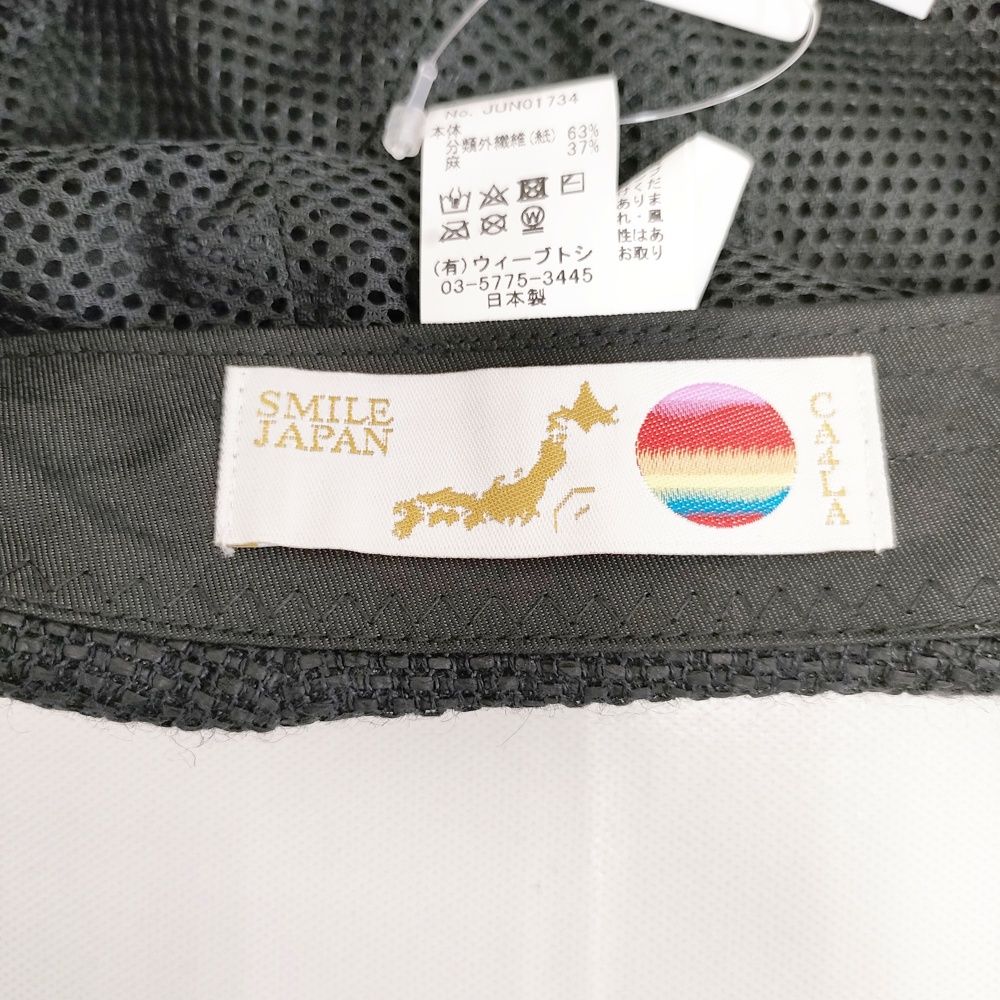 No. JUN01734
本体
分類外繊維(紙) 63%
麻 37%
W
(有)ウィーブトシ
03-5775-3445
日本製
くだ
ありま
れ・風
性はあ
お取り
SMILE
JAPAN
CA4LA